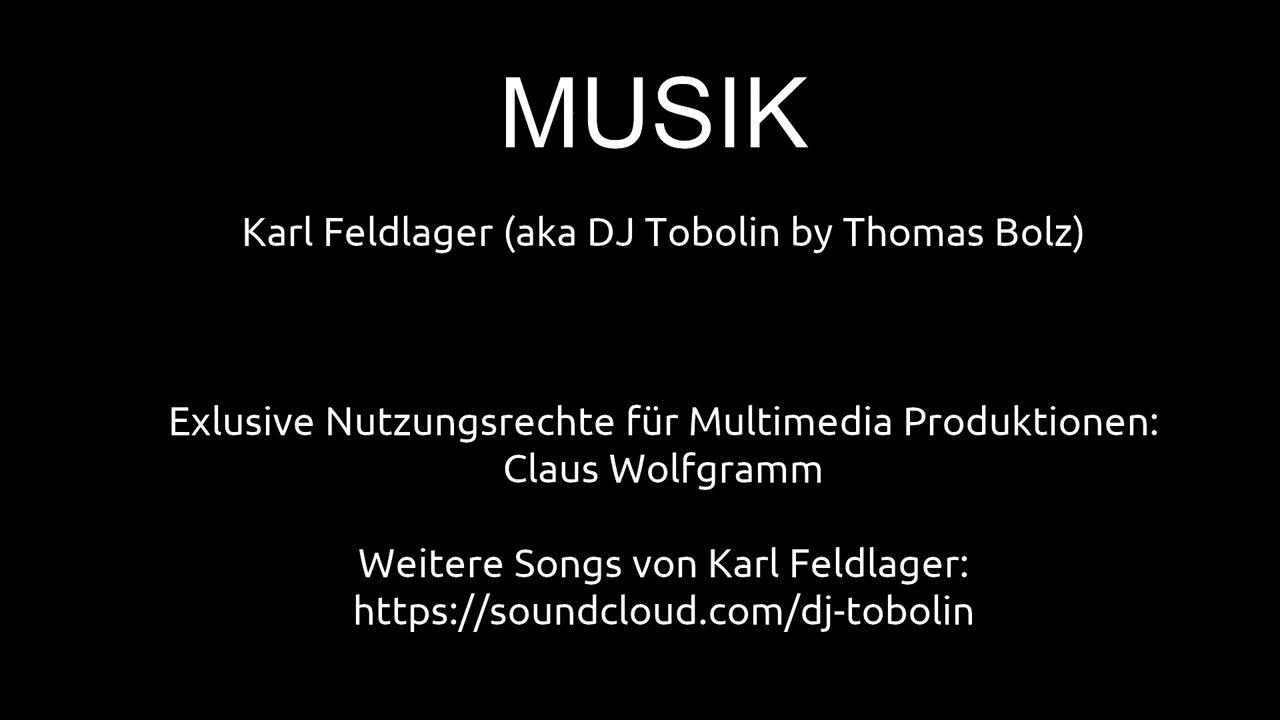 MUSIK
Karl Feldlager (aka DJ Tobolin by Thomas Bolz)
Exlusive Nutzungsrechte für Multimedia Produktionen:
Claus Wolfgramm
Weitere Songs von Karl Feldlager:
https://soundcloud.com/dj-tobolin